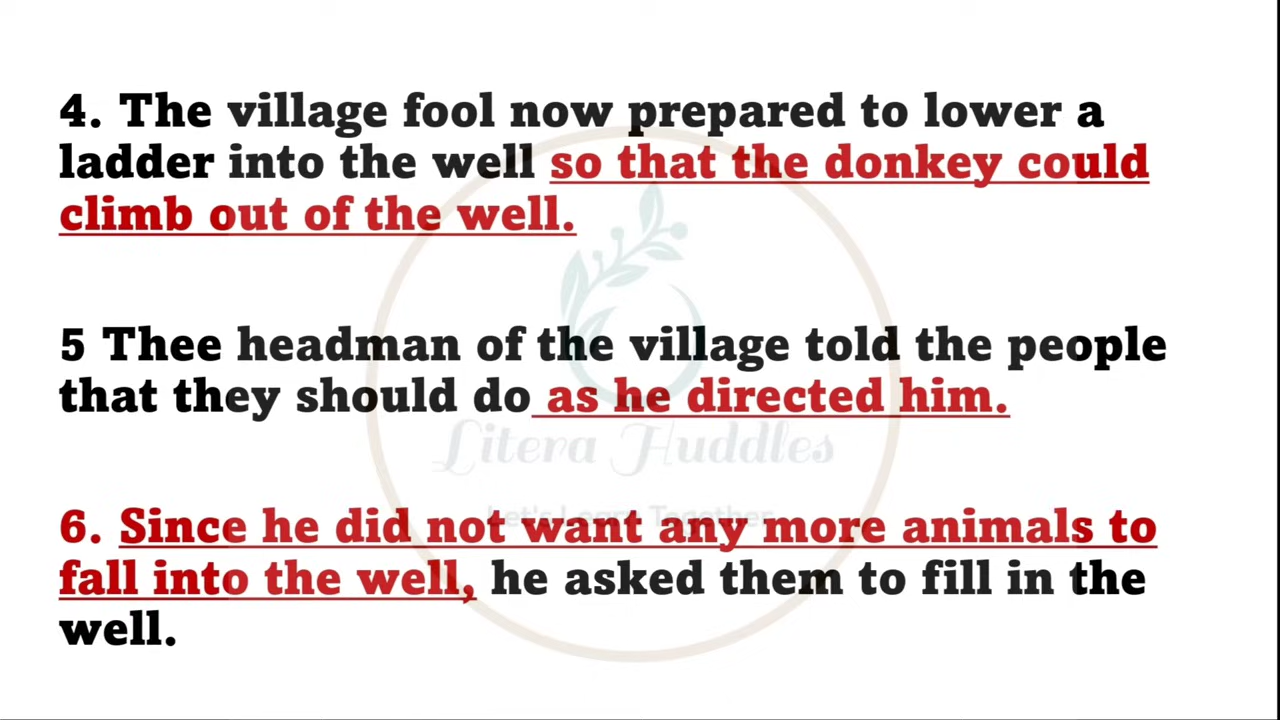 4. The village fool now prepared to lower a
ladder into the well so that the donkey could
climb out of the well.
5 Thee headman of the village told the people
that they should do as he directed him.
Litera Huddles
Let's Learn Together
6. Since he did not want any more animals to
fall into the well, he asked them to fill in the
well.